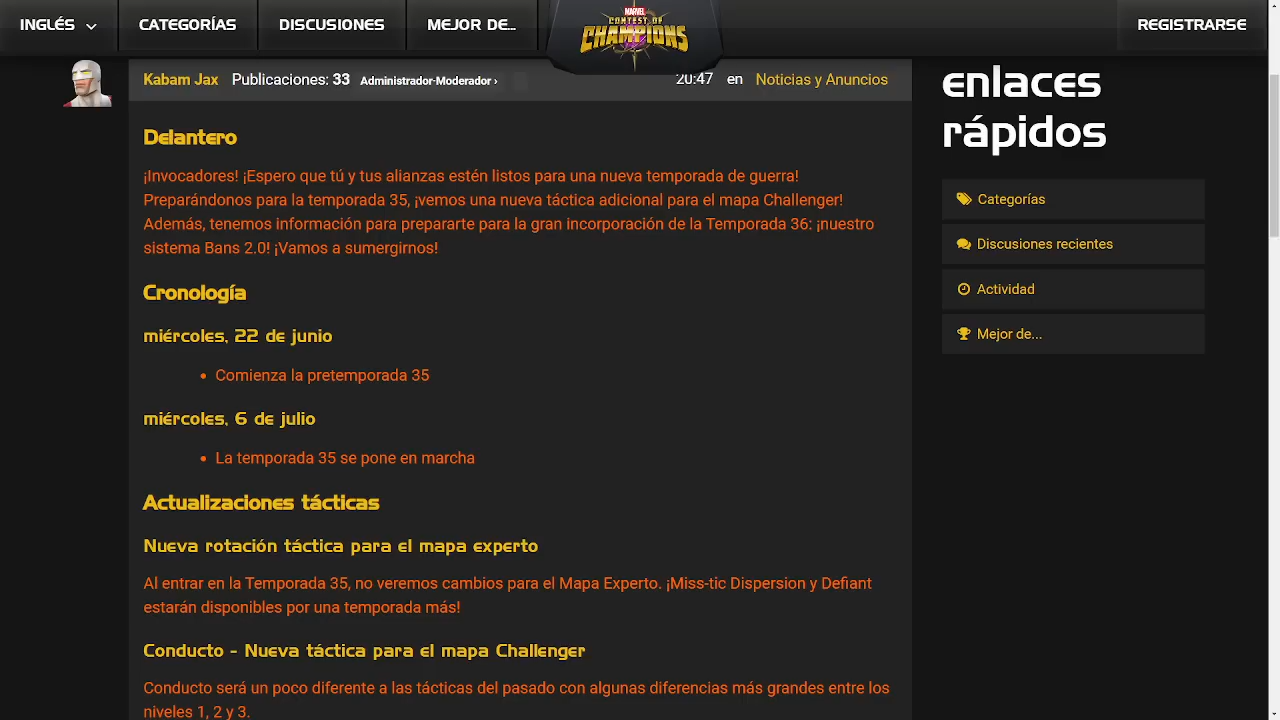 INGLÉS
CATEGORÍAS
DISCUSIONES
MEJOR DE...
MARVEL
CONTEST OF
CHAMPIONS
REGISTRARSE
Kabam Jax Publicaciones: 33 Administrador-Moderador › 20:47 en Noticias y Anuncios
Delantero
¡Invocadores! ¡Espero que tú y tus alianzas estén listos para una nueva temporada de guerra!
Preparándonos para la temporada 35, ¡vemos una nueva táctica adicional para el mapa Challenger!
Además, tenemos información para prepararte para la gran incorporación de la Temporada 36: ¡nuestro
sistema Bans 2.0! ¡Vamos a sumergirnos!
Cronología
miércoles, 22 de junio
• Comienza la pretemporada 35
miércoles, 6 de julio
• La temporada 35 se pone en marcha
Actualizaciones tácticas
Nueva rotación táctica para el mapa experto
Al entrar en la Temporada 35, no veremos cambios para el Mapa Experto. ¡Miss-tic Dispersion y Defiant
estarán disponibles por una temporada más!
Conducto - Nueva táctica para el mapa Challenger
Conducto será un poco diferente a las tácticas del pasado con algunas diferencias más grandes entre los
niveles 1, 2 y 3.
enlaces
rápidos
Categorías
Discusiones recientes
Actividad
Mejor de...